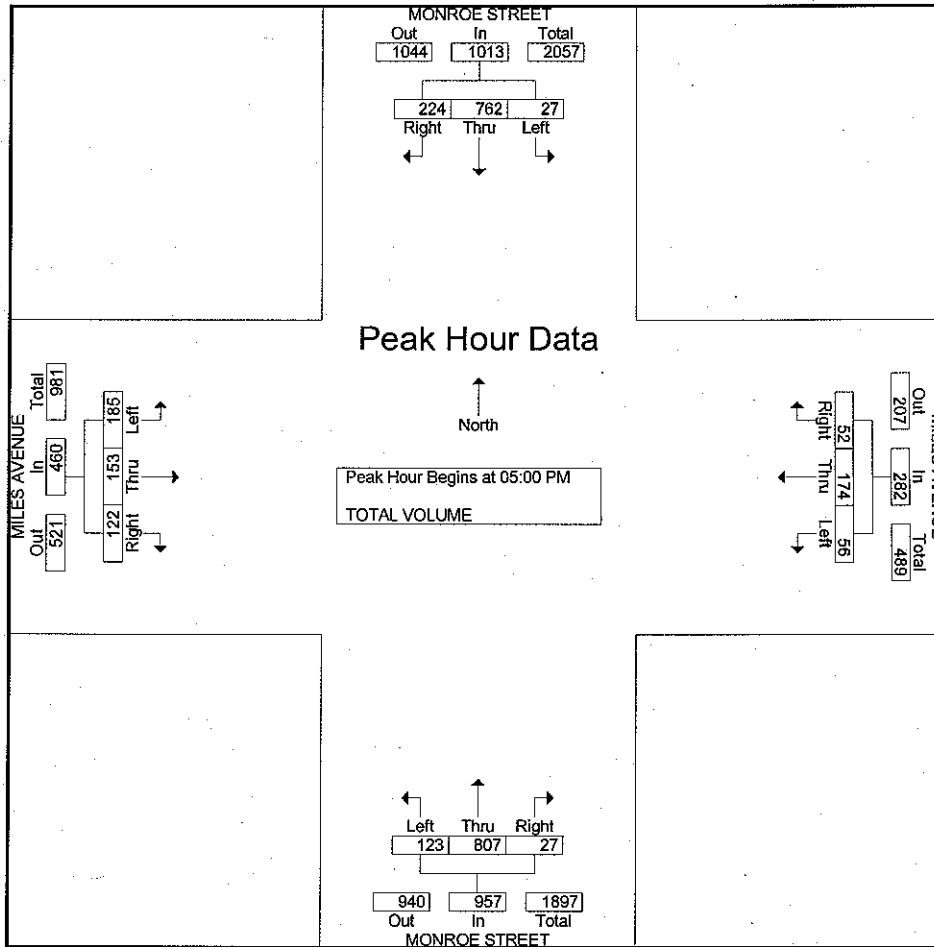 MONROE STREET
Out In Total
1044 1013 2057
224 762 27
Right Thru Left
Peak Hour Data
North
Peak Hour Begins at 05:00 PM
TOTAL VOLUME
MILES AVENUE
Out In Total
521 460 981
185 153 122
Left Thru Right
Right Thru Left
52 174 56
Out In Total
207 282 489
Left Thru Right
123 807 27
940 957 1897
Out In Total
MONROE STREET